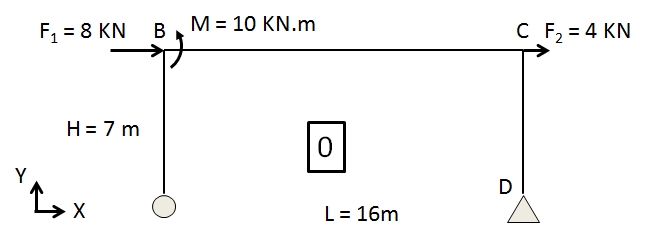 F₁ = 8 KN B M = 10 KN.m C F₂ = 4 KN
H = 7 m
0
Y
X
D
L = 16m